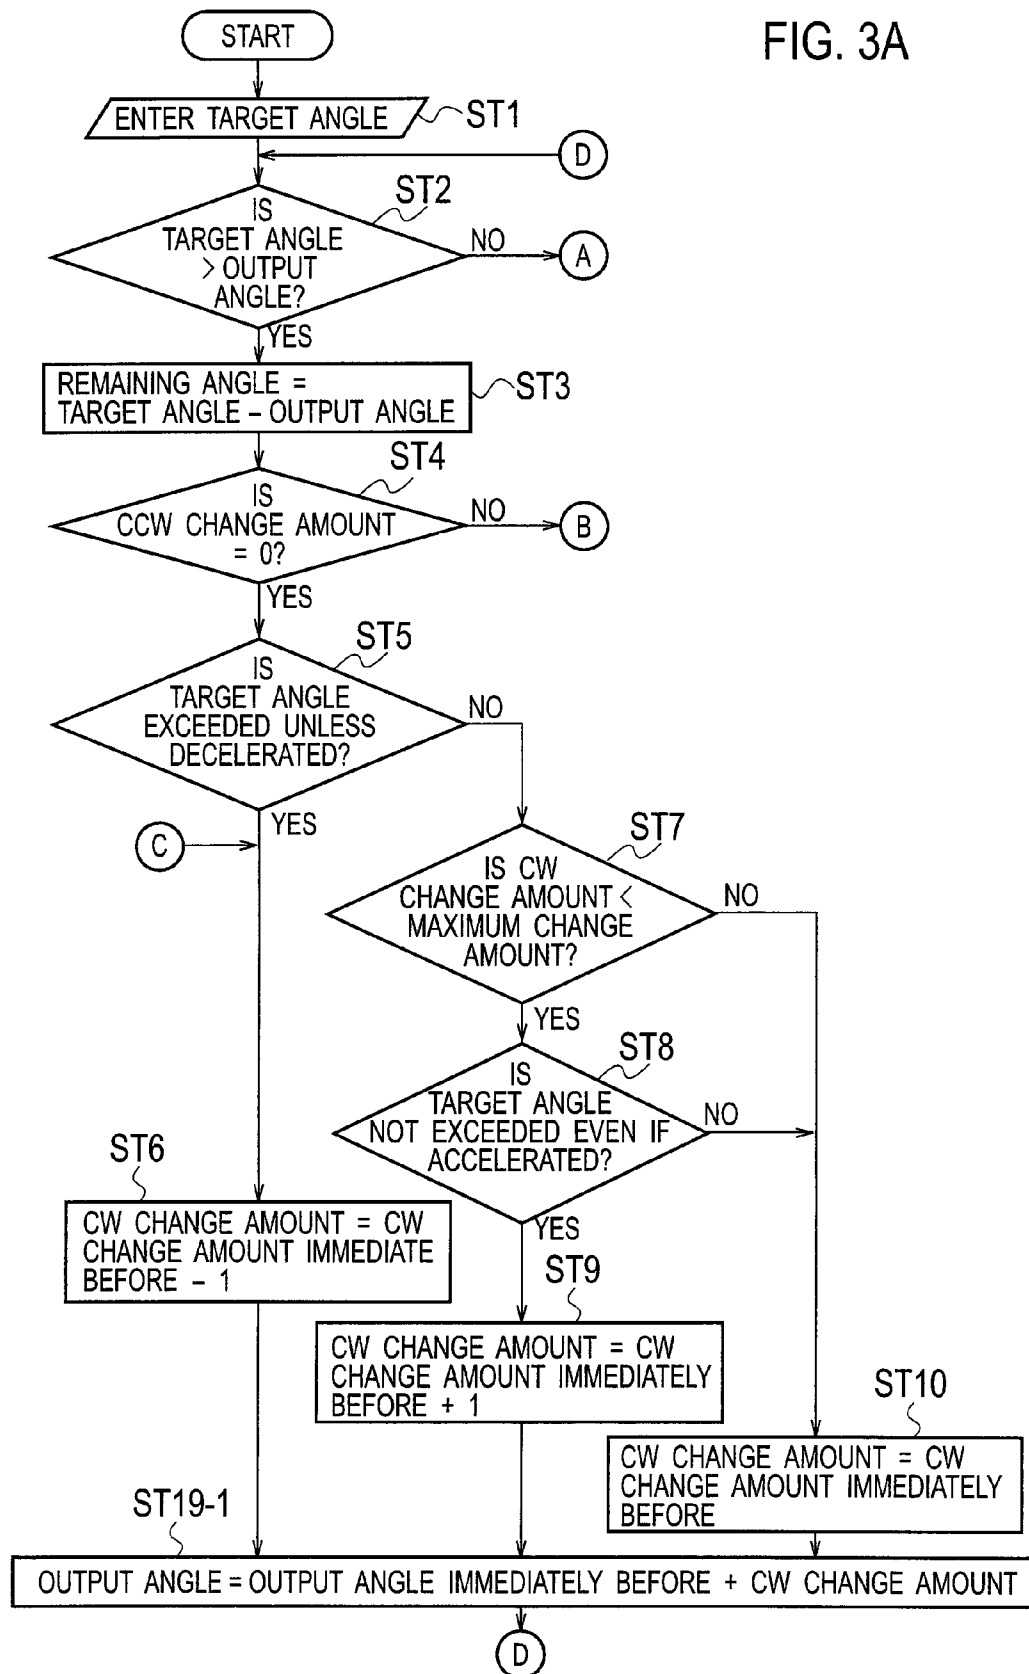 FIG. 3A
START
ENTER TARGET ANGLE
ST1
D
ST2
IS
TARGET ANGLE
> OUTPUT
ANGLE?
NO
A
YES
REMAINING ANGLE =
TARGET ANGLE – OUTPUT ANGLE
ST3
ST4
IS
CCW CHANGE AMOUNT
= 0?
NO
B
YES
ST5
IS
TARGET ANGLE
EXCEEDED UNLESS
DECELERATED?
NO
YES
C
ST7
IS CW
CHANGE AMOUNT <
MAXIMUM CHANGE
AMOUNT?
NO
YES
ST8
IS
TARGET ANGLE
NOT EXCEEDED EVEN IF
ACCELERATED?
NO
YES
ST6
CW CHANGE AMOUNT = CW
CHANGE AMOUNT IMMEDIATE
BEFORE – 1
ST9
CW CHANGE AMOUNT = CW
CHANGE AMOUNT IMMEDIATELY
BEFORE + 1
ST10
CW CHANGE AMOUNT = CW
CHANGE AMOUNT IMMEDIATELY
BEFORE
ST19-1
OUTPUT ANGLE = OUTPUT ANGLE IMMEDIATELY BEFORE + CW CHANGE AMOUNT
D